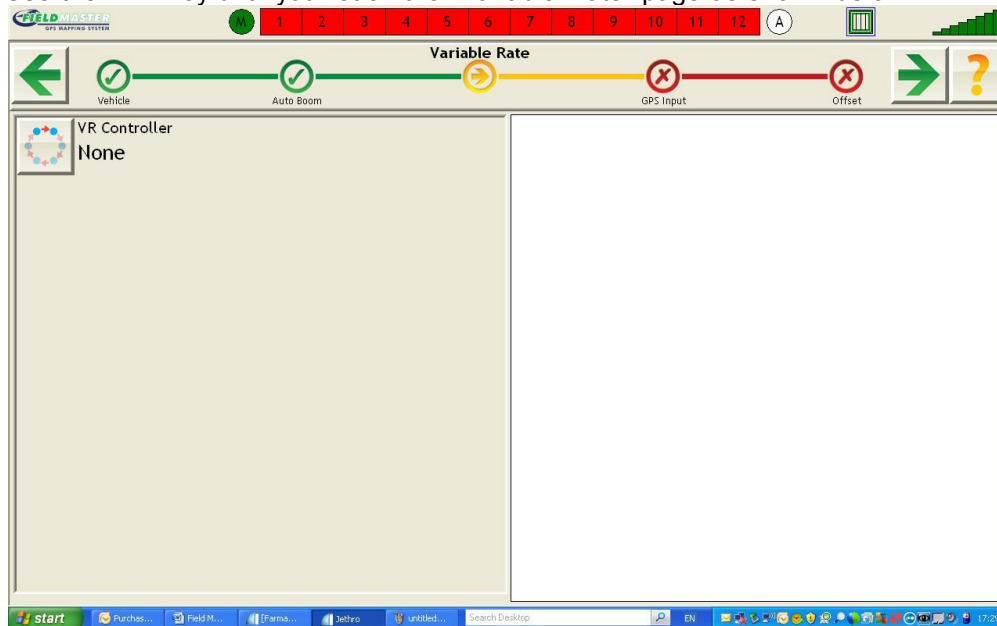 FIELD MASTER
GPS MAPPING SYSTEM
M 1 2 3 4 5 6 7 8 9 10 11 12 A
Variable Rate
Vehicle Auto Boom GPS Input Offset
?
VR Controller
None
start Purchas... Field M... [Farma... Jethro untitled... Search Desktop EN